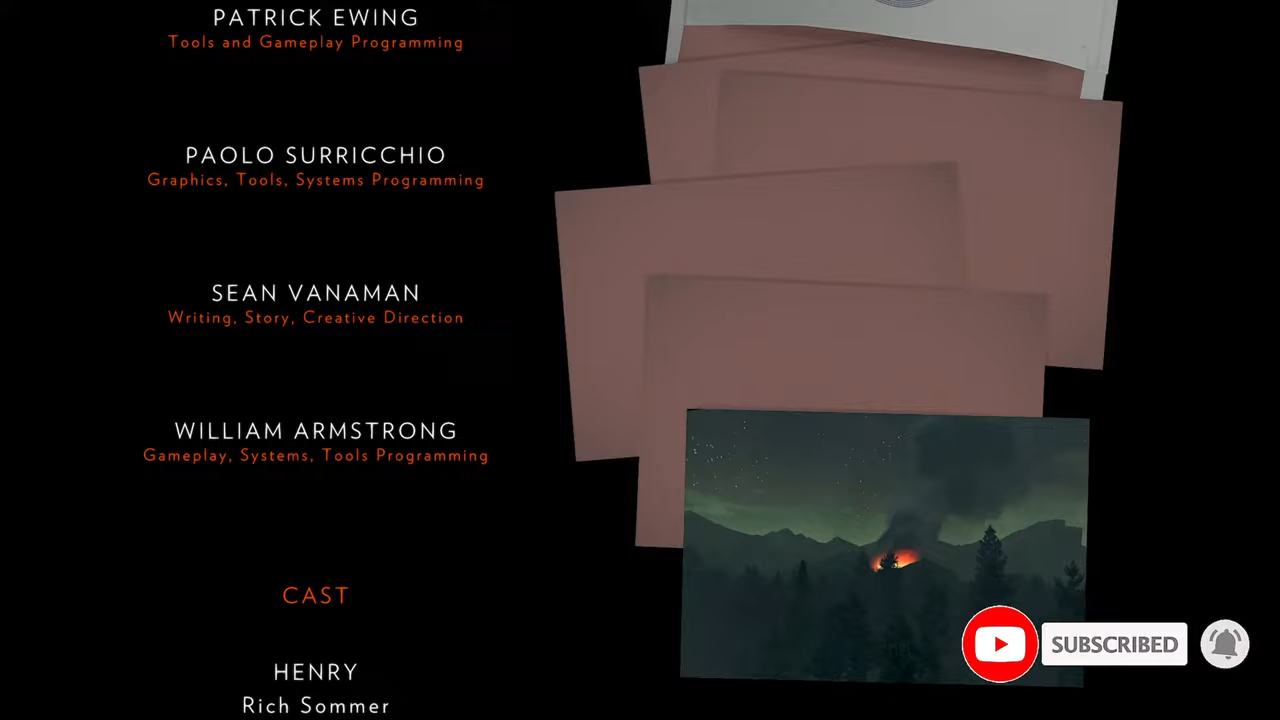 PATRICK EWING
Tools and Gameplay Programming
PAOLO SURRICCHIO
Graphics, Tools, Systems Programming
SEAN VANAMAN
Writing, Story, Creative Direction
WILLIAM ARMSTRONG
Gameplay, Systems, Tools Programming
CAST
HENRY
Rich Sommer
SUBSCRIBED